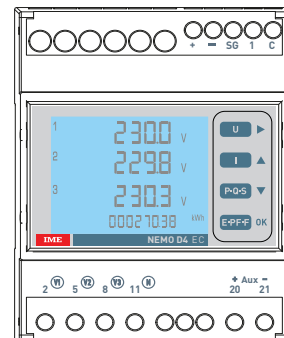 + − SG 1 C
1 230.0 V
2 229.8 V
3 230.3 V
00027038 kWh
U
I
P•Q•S
E•PF•F OK
IME NEMO D4 EC
2 V1 5 V2 8 V3 11 N
+ Aux −
20 21